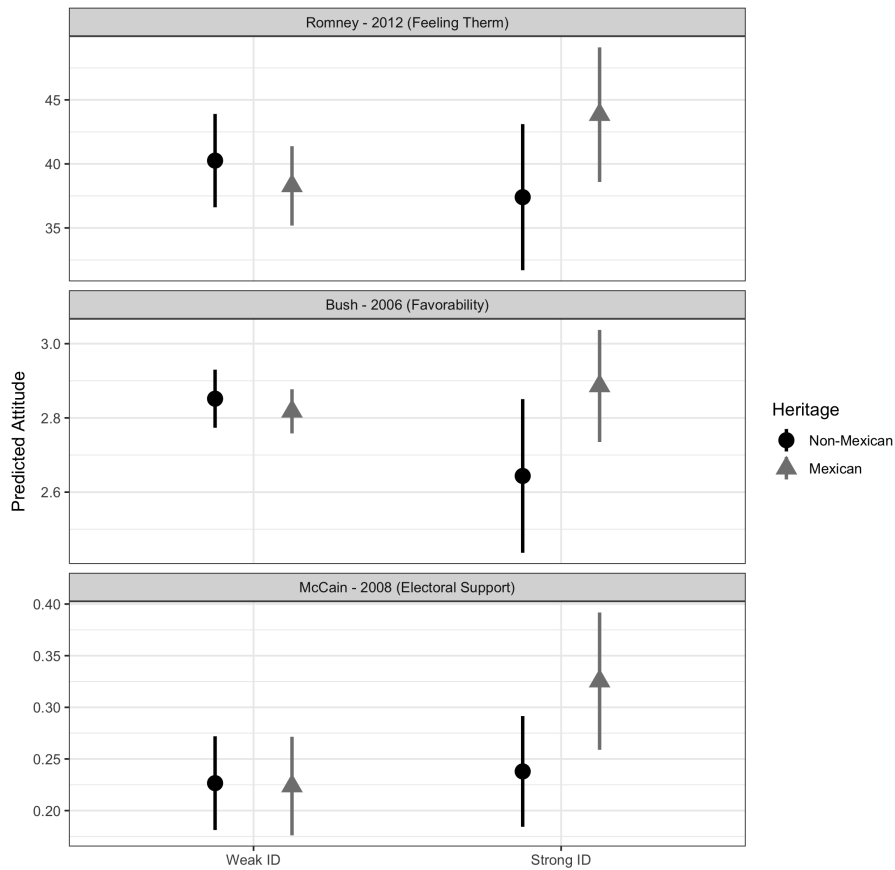 Romney - 2012 (Feeling Therm)
45
40
35
Bush - 2006 (Favorability)
3.0
2.8
2.6
Predicted Attitude
McCain - 2008 (Electoral Support)
0.40
0.35
0.30
0.25
0.20
Weak ID
Strong ID
Heritage
Non-Mexican
Mexican